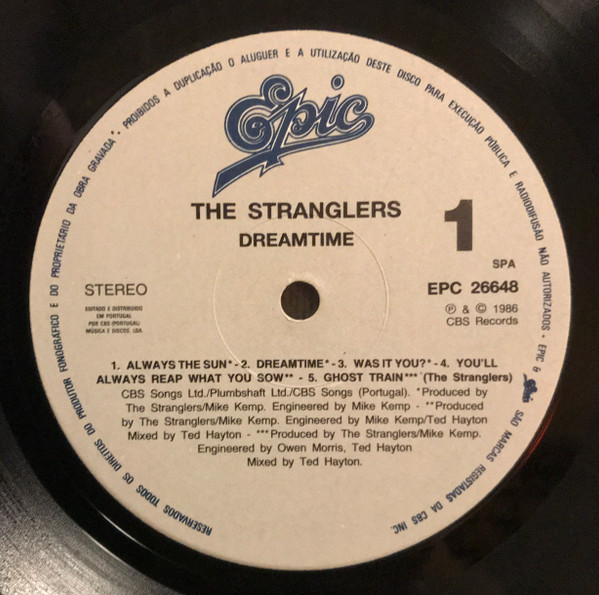 RESERVADOS TODOS OS DIREITOS DO PRODUTOR FONOGRÁFICO E DO PROPRIETÁRIO DA OBRA GRAVADA • PROIBIDOS A DUPLICAÇÃO O ALUGUER E A UTILIZAÇÃO DESTE DISCO PARA EXECUÇÃO PÚBLICA E RADIODIFUSÃO NÃO AUTORIZADOS • EPIC & Epic SÃO MARCAS REGISTADAS DA CBS INC.
Epic
THE STRANGLERS
DREAMTIME
1
SPA
STEREO
EPC 26648
EDITADO E DISTRIBUIDO
EM PORTUGAL
POR CBS (PORTUGAL)
MÚSICA E DISCOS, LDA.
℗ & © 1986
CBS Records
1. ALWAYS THE SUN* - 2. DREAMTIME* - 3. WAS IT YOU?* - 4. YOU'LL
ALWAYS REAP WHAT YOU SOW** - 5. GHOST TRAIN*** (The Stranglers)
CBS Songs Ltd./Plumbshaft Ltd./CBS Songs (Portugal). *Produced by
The Stranglers/Mike Kemp. Engineered by Mike Kemp - **Produced
by The Stranglers/Mike Kemp. Engineered by Mike Kemp/Ted Hayton
Mixed by Ted Hayton - ***Produced by The Stranglers/Mike Kemp.
Engineered by Owen Morris, Ted Hayton
Mixed by Ted Hayton.